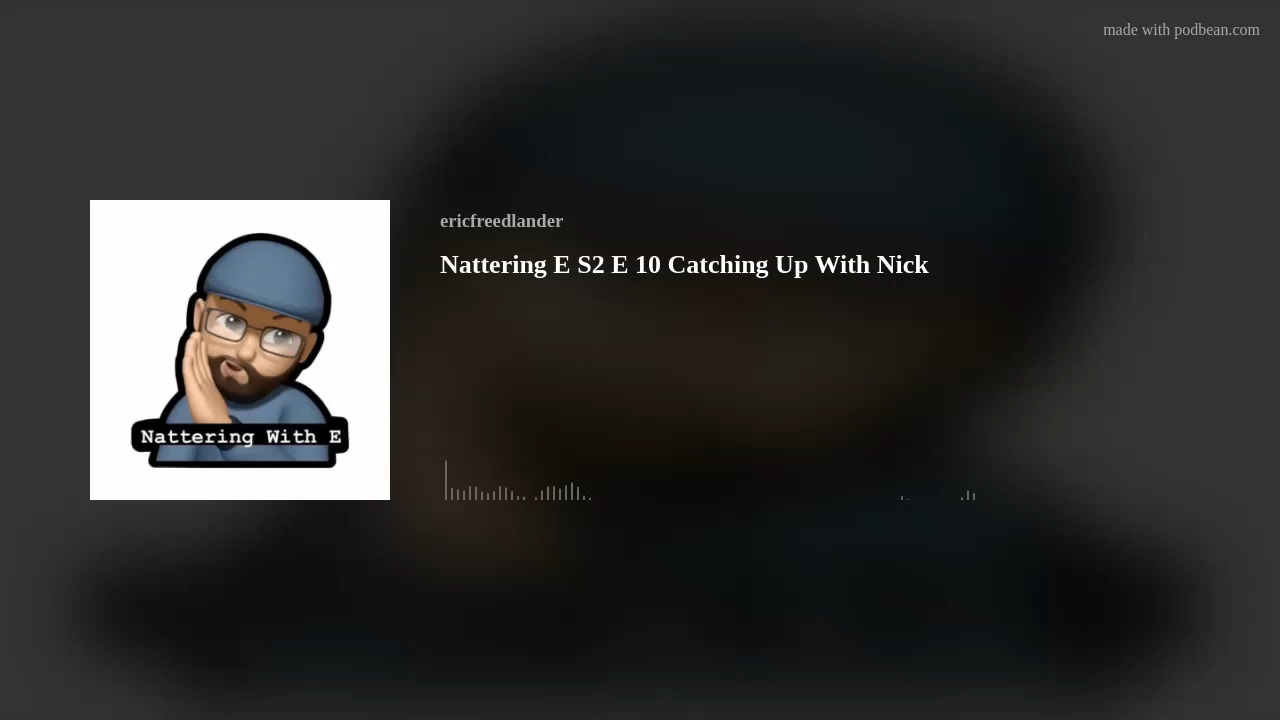 made with podbean.com
ericfreedlander
Nattering E S2 E 10 Catching Up With Nick
Nattering With E